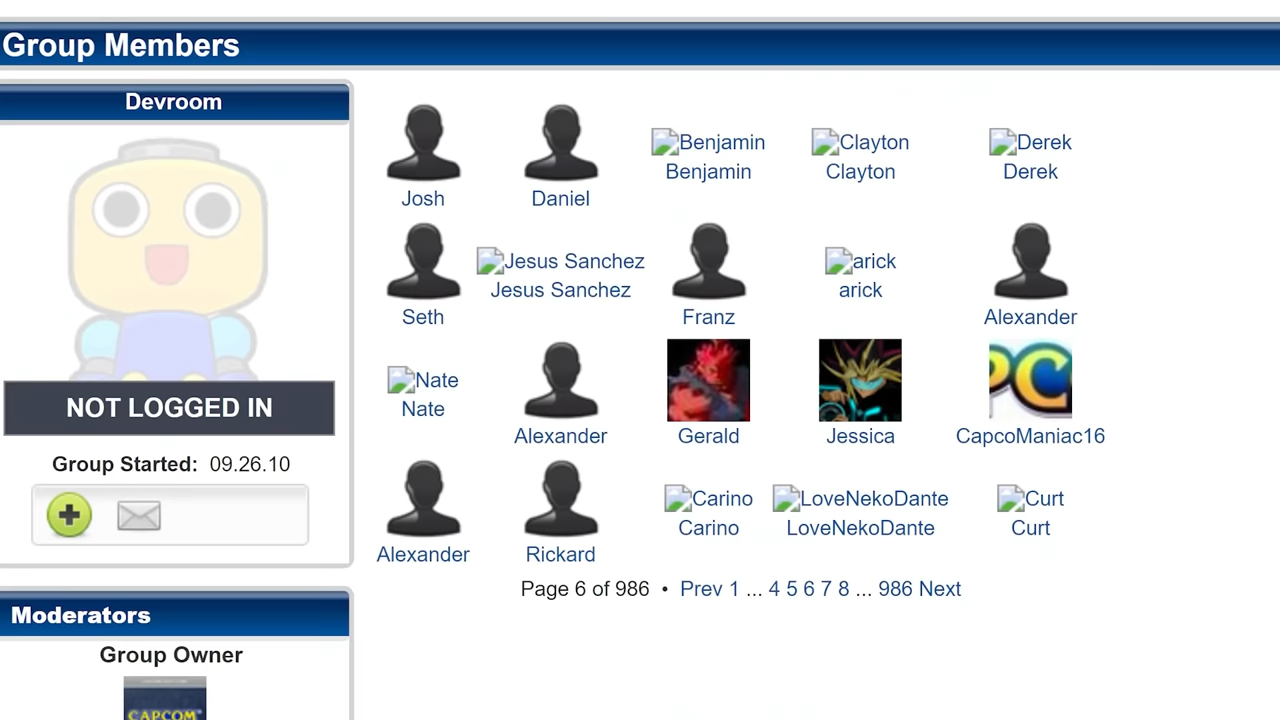 Group Members
Devroom
NOT LOGGED IN
Group Started: 09.26.10
Moderators
Group Owner
CAPCOM
Josh
Daniel
Benjamin
Benjamin
Clayton
Clayton
Derek
Derek
Seth
Jesus Sanchez
Jesus Sanchez
Franz
arick
arick
Alexander
Nate
Nate
Alexander
Gerald
Jessica
PC
CapcoManiac16
Alexander
Rickard
Carino
Carino
LoveNekoDante
LoveNekoDante
Curt
Curt
Page 6 of 986 • Prev 1 ... 4 5 6 7 8 ... 986 Next